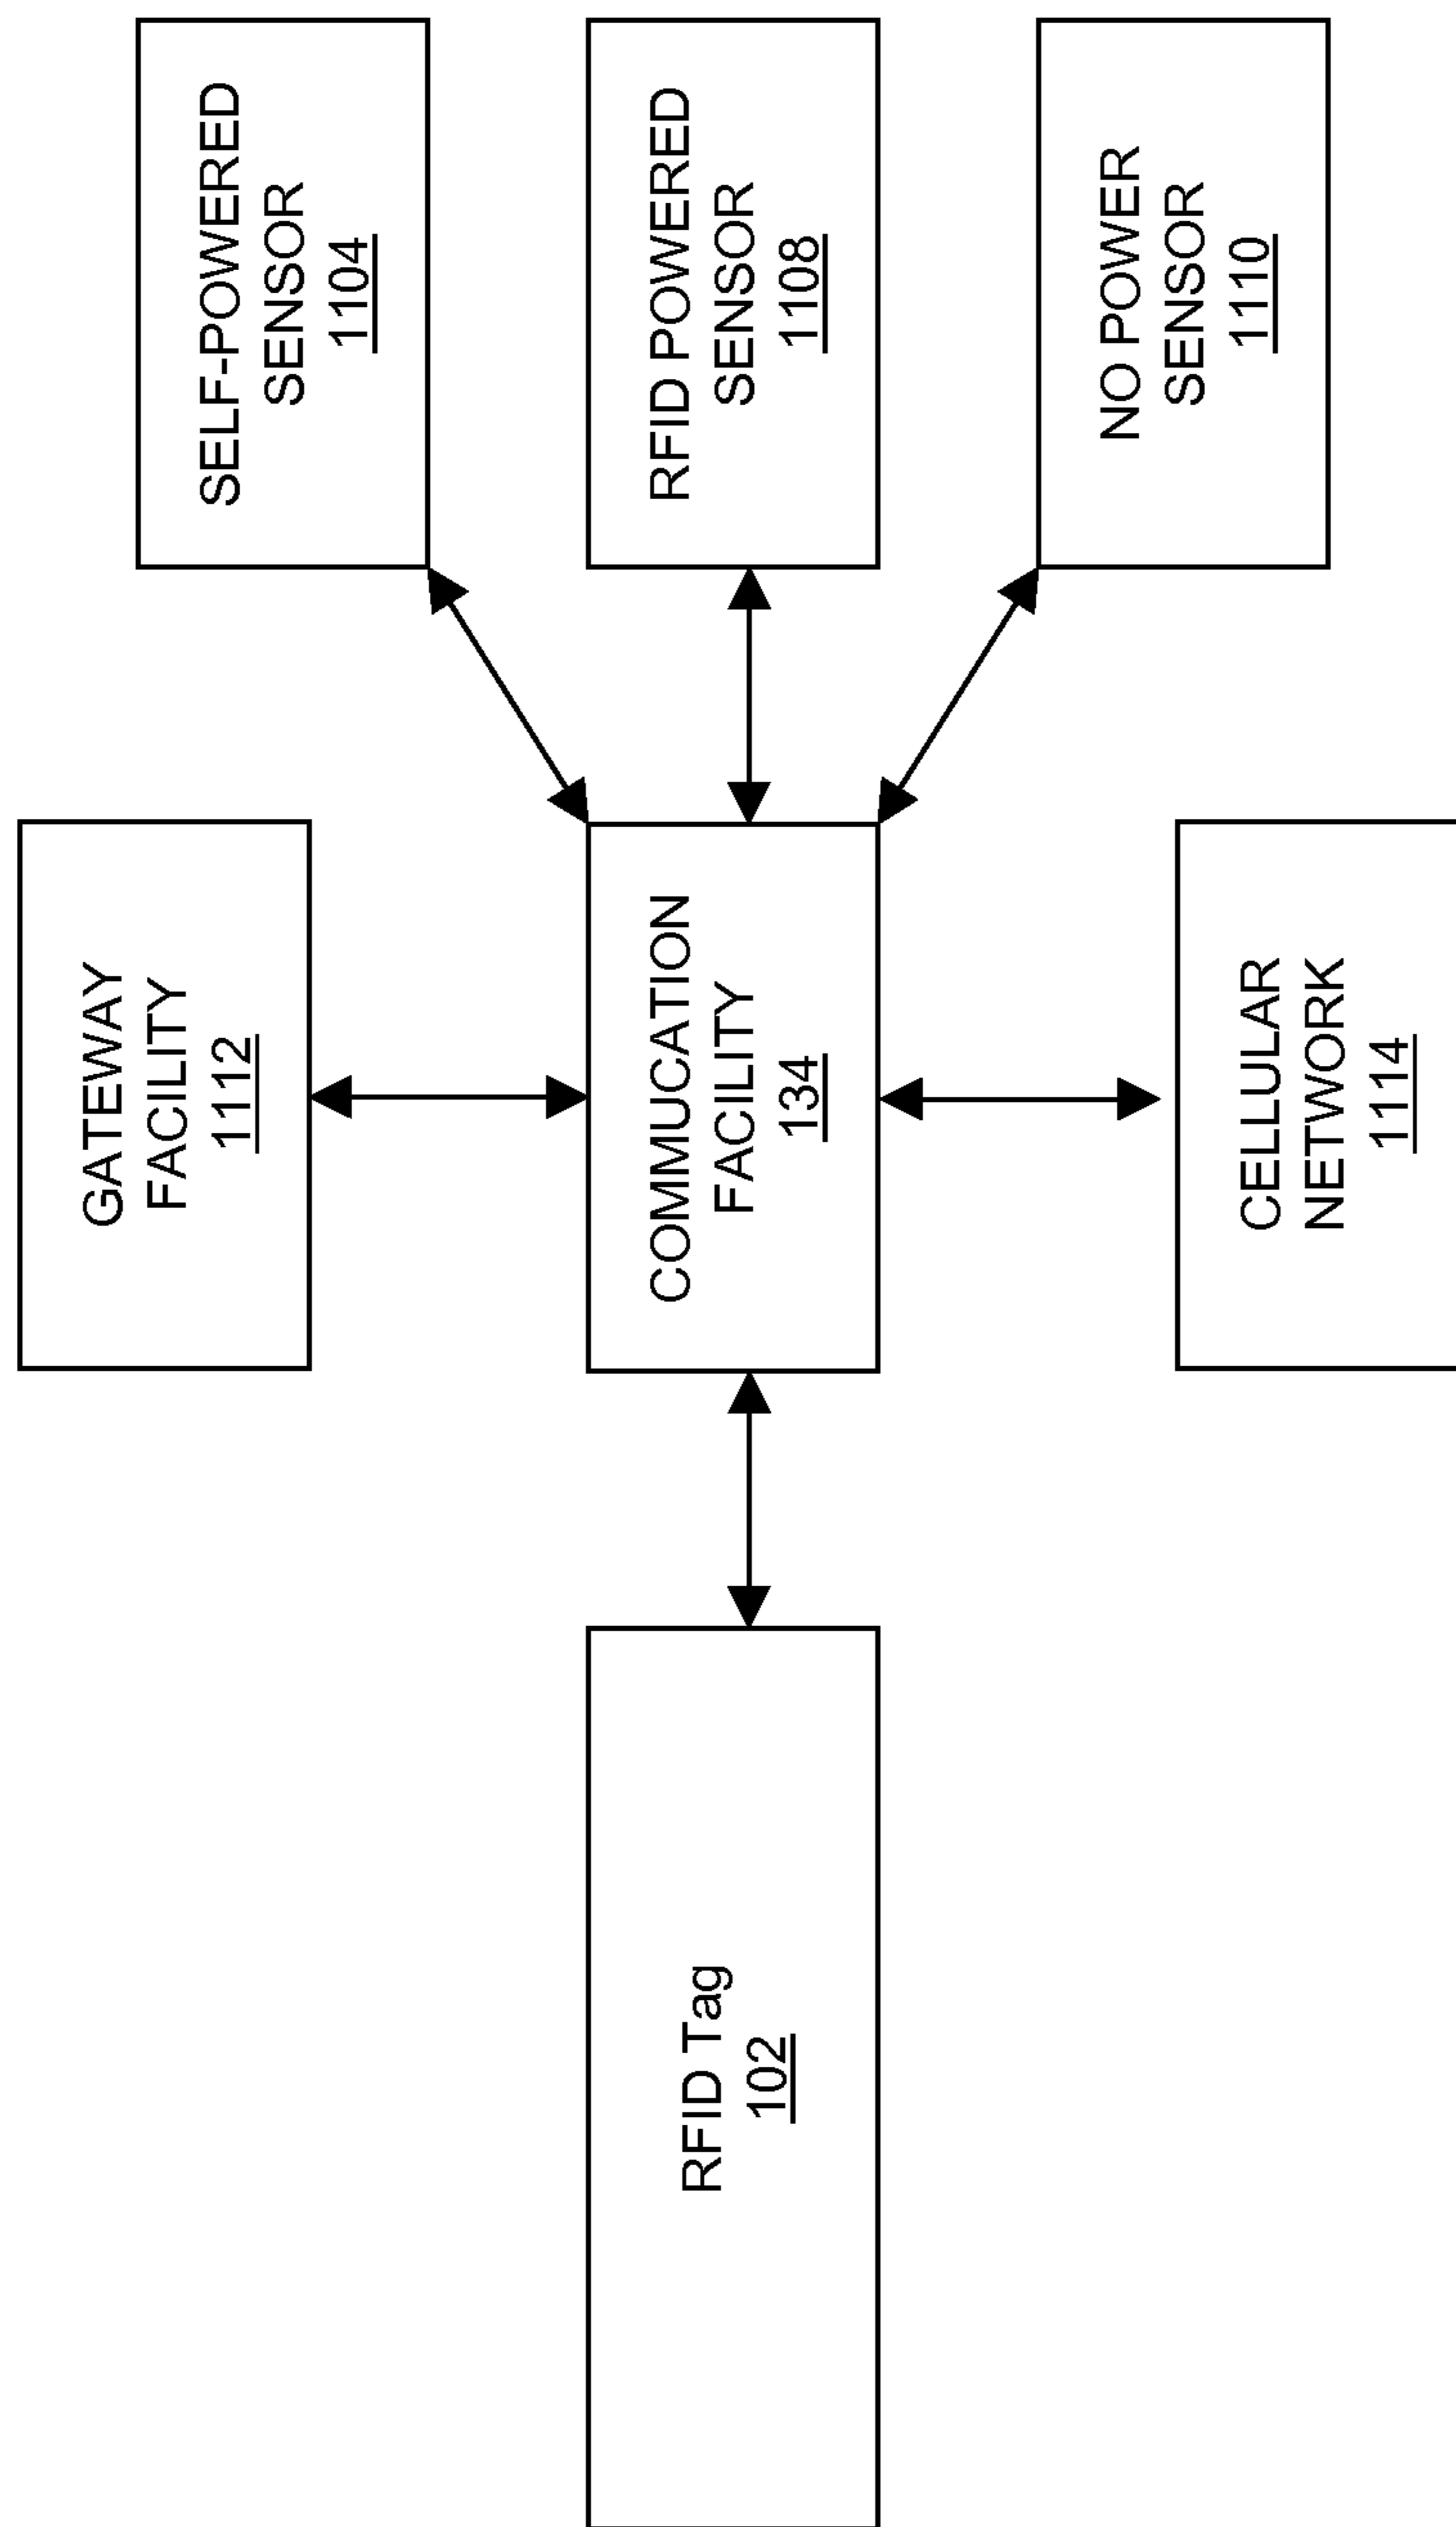 GATEWAY
FACILITY
1112
SELF-POWERED
SENSOR
1104
RFID Tag
102
COMMUCATION
FACILITY
134
RFID POWERED
SENSOR
1108
CELLULAR
NETWORK
1114
NO POWER
SENSOR
1110